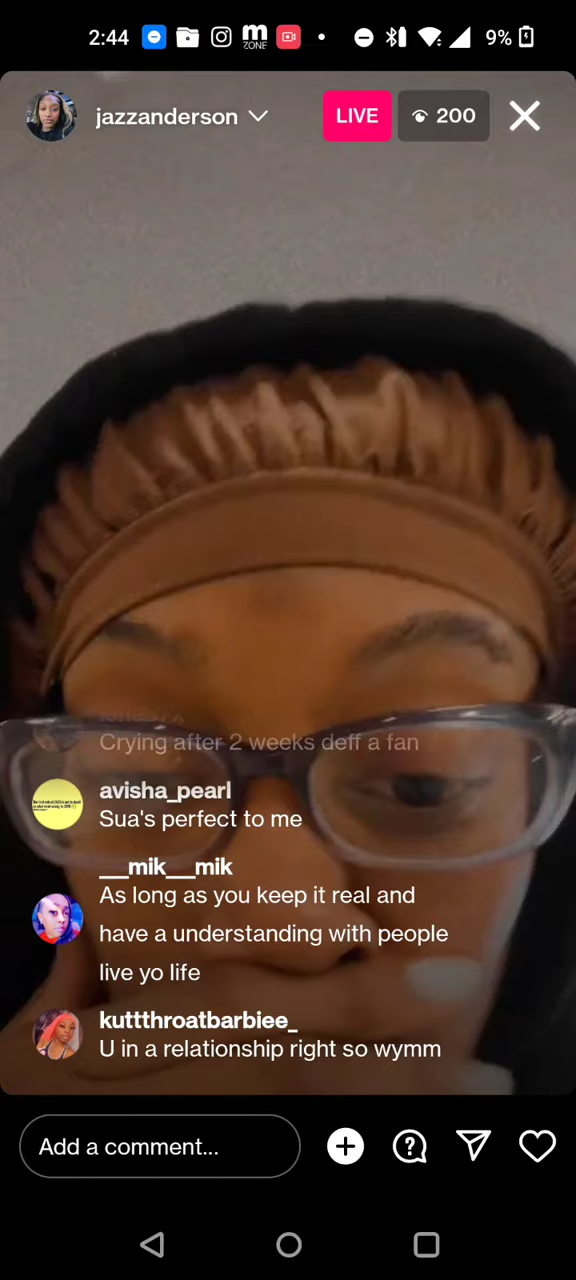 2:44
m
ZONE
9%
jazzanderson
LIVE
200
Crying after 2 weeks deff a fan
avisha_pearl
Sua's perfect to me
___mik___mik
As long as you keep it real and
have a understanding with people
live yo life
kuttthroatbarbiee_
U in a relationship right so wymm
Add a comment...